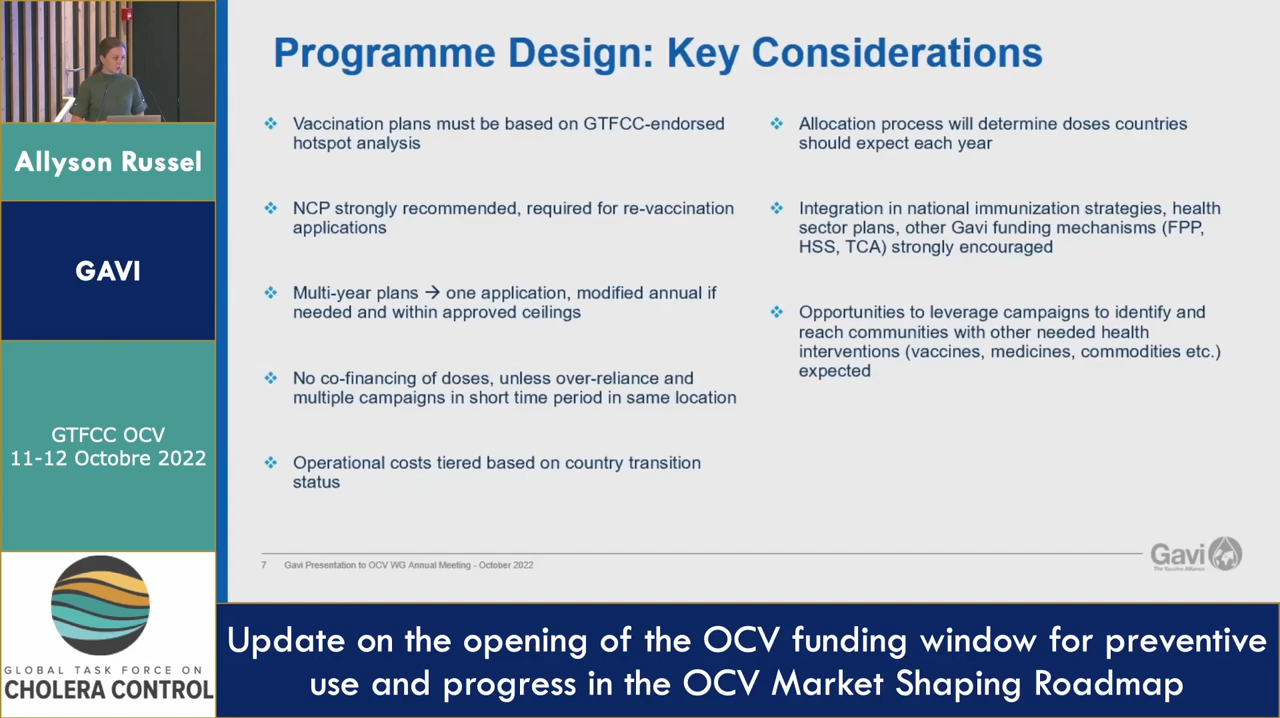 Programme Design: Key Considerations
Vaccination plans must be based on GTFCC-endorsed
hotspot analysis
NCP strongly recommended, required for re-vaccination
applications
Multi-year plans → one application, modified annual if
needed and within approved ceilings
No co-financing of doses, unless over-reliance and
multiple campaigns in short time period in same location
Operational costs tiered based on country transition
status
Allocation process will determine doses countries
should expect each year
Integration in national immunization strategies, health
sector plans, other Gavi funding mechanisms (FPP,
HSS, TCA) strongly encouraged
Opportunities to leverage campaigns to identify and
reach communities with other needed health
interventions (vaccines, medicines, commodities etc.)
expected
7 Gavi Presentation to OCV WG Annual Meeting - October 2022
Gavi
The Vaccine Alliance
Allyson Russel
GAVI
GTFCC OCV
11-12 Octobre 2022
GLOBAL TASK FORCE ON
CHOLERA CONTROL
Update on the opening of the OCV funding window for preventive
use and progress in the OCV Market Shaping Roadmap